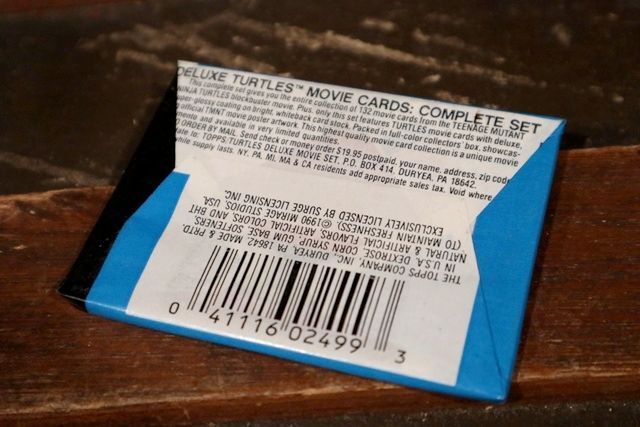 DELUXE TURTLES™ MOVIE CARDS: COMPLETE SET
This complete set gives you the entire collection of 132 movie cards from the TEENAGE MUTANT
NINJA TURTLES blockbuster movie. Plus, only this set features TURTLES movie cards with deluxe,
per-glossy coating on bright, whiteback card stock. Packed in full-color collectors' box, showcas-
official TMNT movie poster artwork. This highest quality movie card collection is a unique movie
mento and available in very limited quantities.
O ORDER BY MAIL: Send check or money order $19.95 postpaid, your name, address, zip code
to: TOPPS TURTLES DELUXE MOVIE SET, P.O. BOX 414, DURYEA, PA 18642.
while supply lasts. NY, PA, MI, MA & CA residents add appropriate sales tax. Void where
THE TOPPS COMPANY, INC., DURYEA, PA 18642. MADE & PRTD.
IN U.S.A. DEXTROSE, CORN SYRUP, GUM BASE, SOFTENERS,
NATURAL & ARTIFICIAL FLAVORS, ARTIFICIAL COLORS AND BHT
(TO MAINTAIN FRESHNESS). ©1990 MIRAGE STUDIOS, USA.
EXCLUSIVELY LICENSED BY SURGE LICENSING INC.
0 41116 02499 3